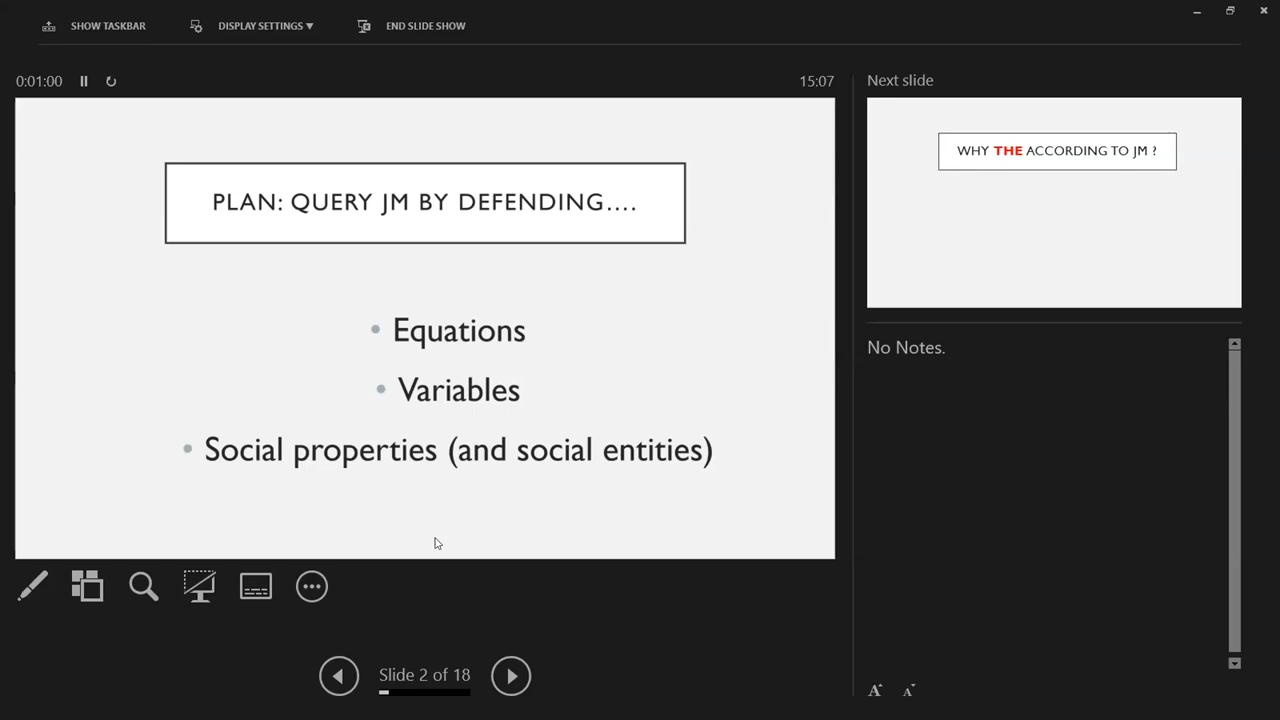 SHOW TASKBAR
DISPLAY SETTINGS ▼
END SLIDE SHOW
0:01:00
15:07
PLAN: QUERY JM BY DEFENDING....
• Equations
• Variables
• Social properties (and social entities)
Slide 2 of 18
Next slide
WHY THE ACCORDING TO JM ?
No Notes.
A A